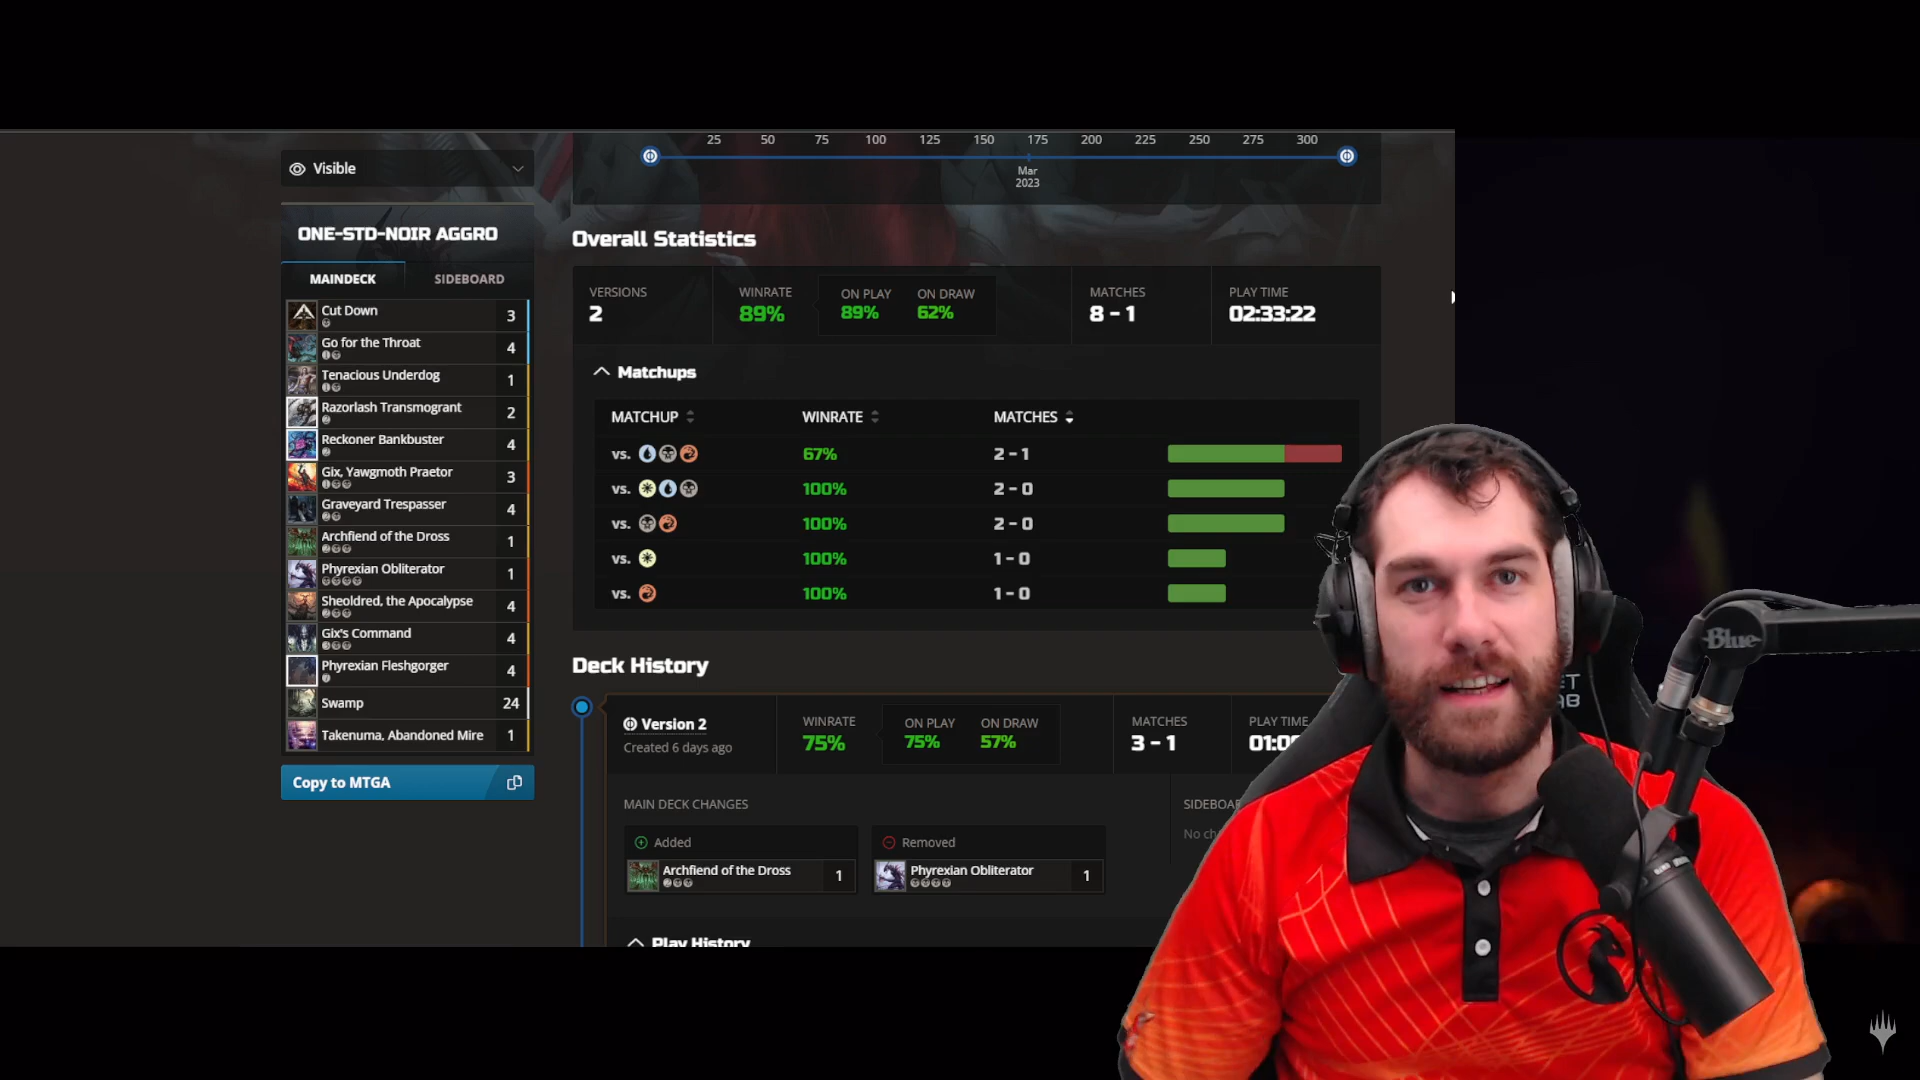 25 50 75 100 125 150 175 200 225 250 275 300
Mar
2023
Visible
ONE-STD-NOIR AGGRO
MAINDECK SIDEBOARD
Cut Down 3
Go for the Throat 4
Tenacious Underdog 1
Razorlash Transmogrant 2
Reckoner Bankbuster 4
Gix, Yawgmoth Praetor 3
Graveyard Trespasser 4
Archfiend of the Dross 1
Phyrexian Obliterator 1
Sheoldred, the Apocalypse 4
Gix's Command 4
Phyrexian Fleshgorger 4
Swamp 24
Takenuma, Abandoned Mire 1
Copy to MTGA
Overall Statistics
VERSIONS WINRATE ON PLAY ON DRAW MATCHES PLAY TIME
2 89% 89% 62% 8 - 1 02:33:22
Matchups
MATCHUP WINRATE MATCHES
vs. 67% 2 - 1
vs. 100% 2 - 0
vs. 100% 2 - 0
vs. 100% 1 - 0
vs. 100% 1 - 0
Deck History
Version 2 WINRATE ON PLAY ON DRAW MATCHES PLAY TIME
Created 6 days ago 75% 75% 57% 3 - 1
MAIN DECK CHANGES
Added Removed
Archfiend of the Dross 1 Phyrexian Obliterator 1
Play History
Blue